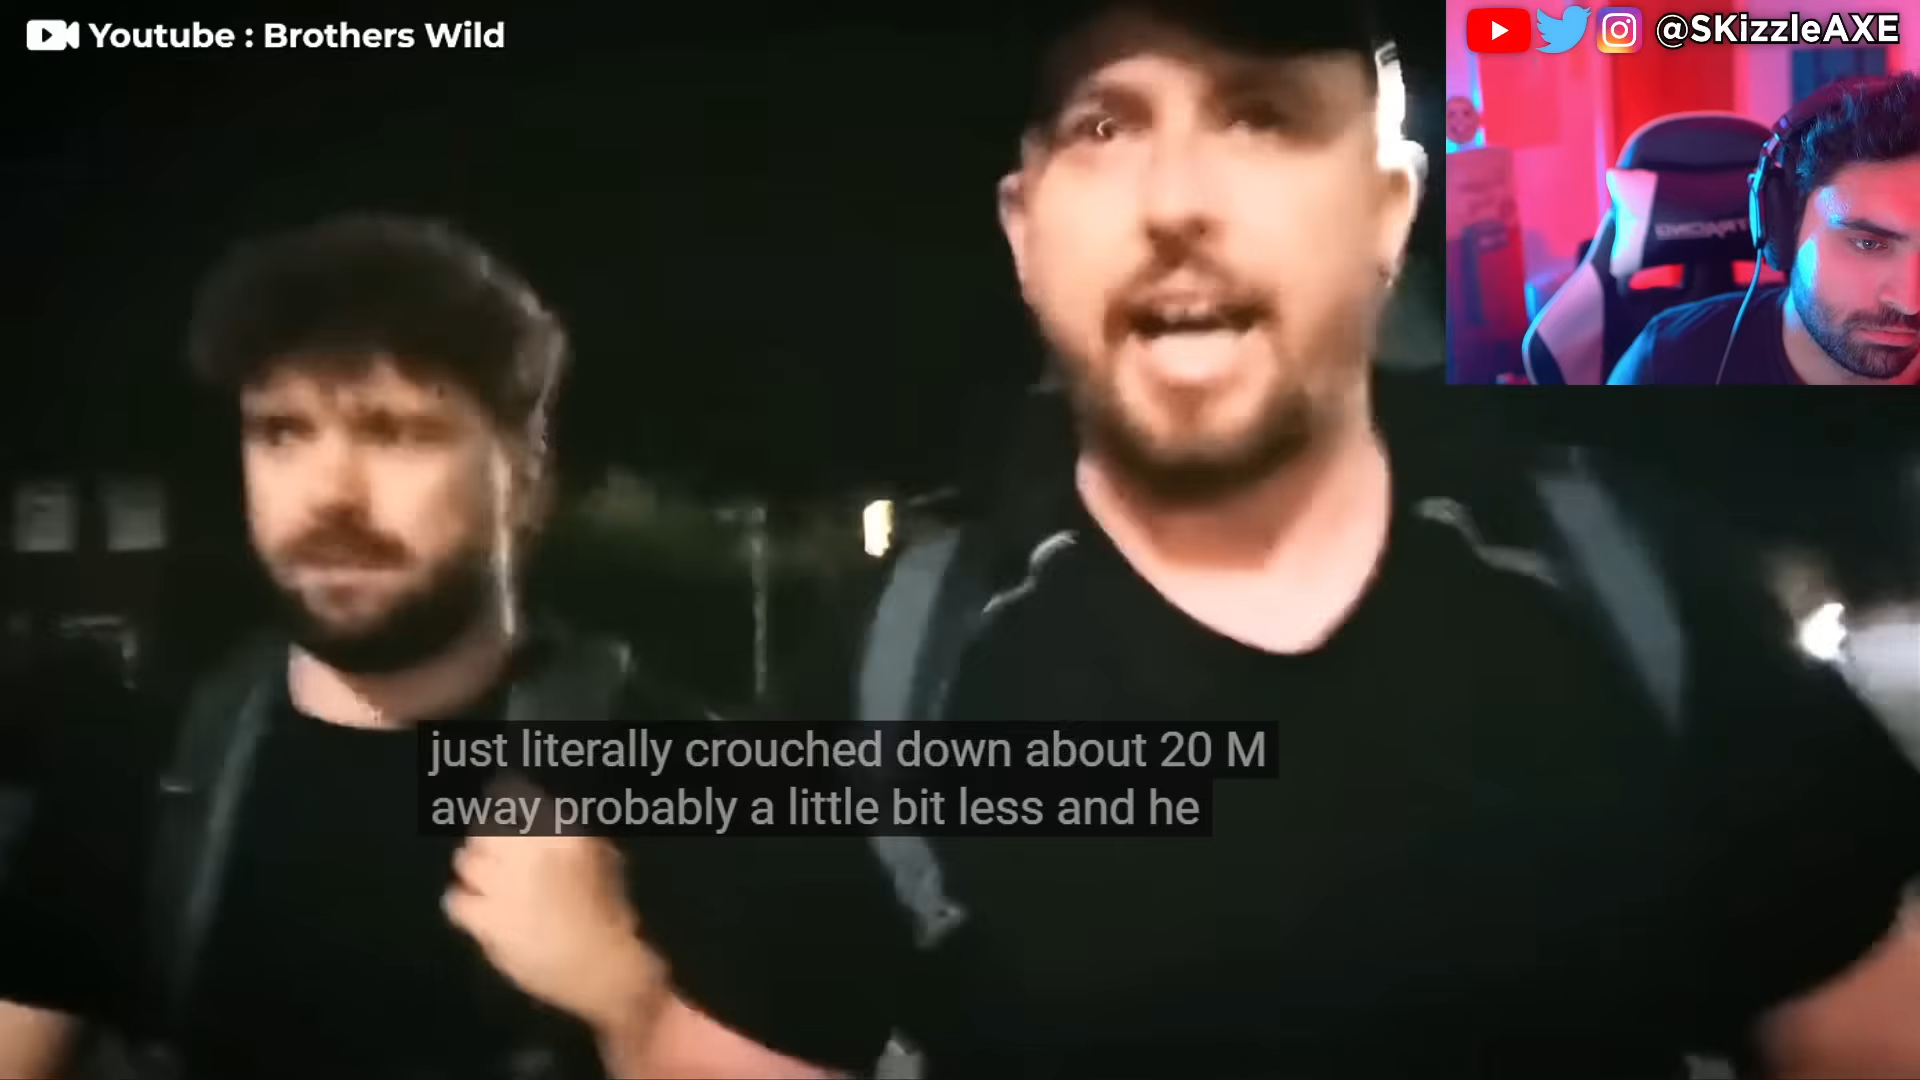 Youtube : Brothers Wild
@SKizzleAXE
just literally crouched down about 20 M
away probably a little bit less and he